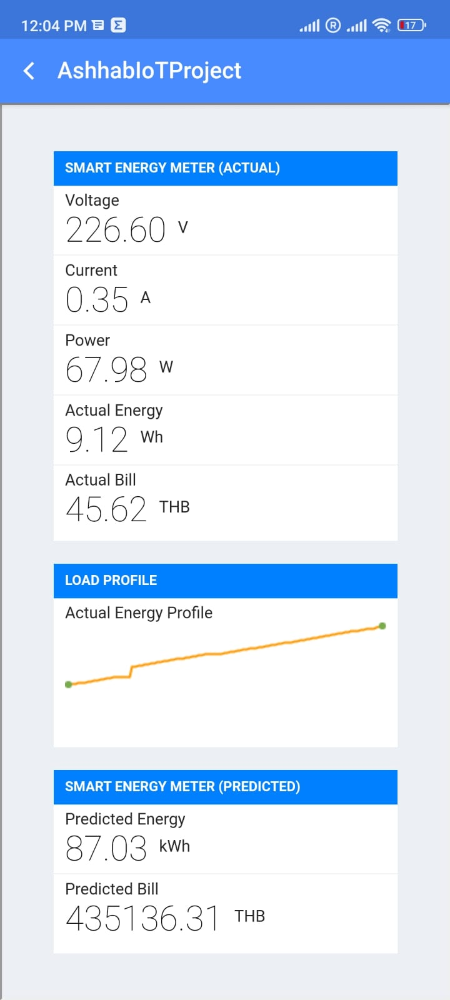 12:04 PM Σ R 17
AshhabIoTProject
SMART ENERGY METER (ACTUAL)
Voltage
226.60 V
Current
0.35 A
Power
67.98 W
Actual Energy
9.12 Wh
Actual Bill
45.62 THB
LOAD PROFILE
Actual Energy Profile
SMART ENERGY METER (PREDICTED)
Predicted Energy
87.03 kWh
Predicted Bill
435136.31 THB